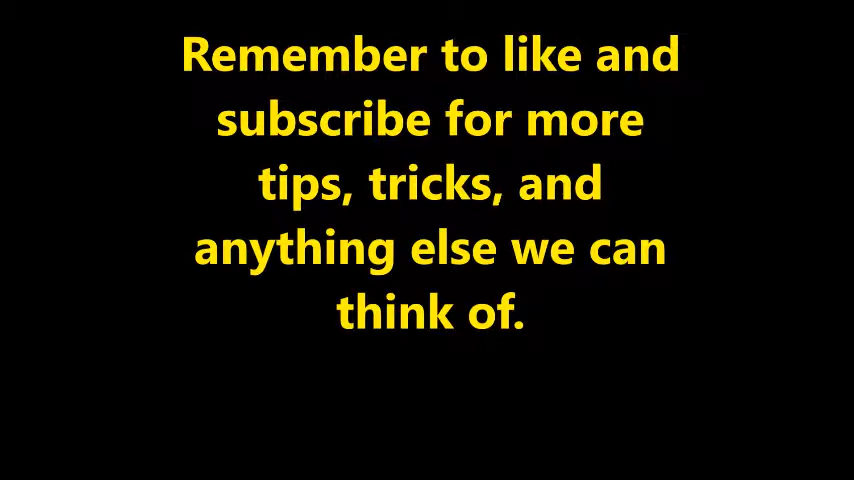 Remember to like and
subscribe for more
tips, tricks, and
anything else we can
think of.